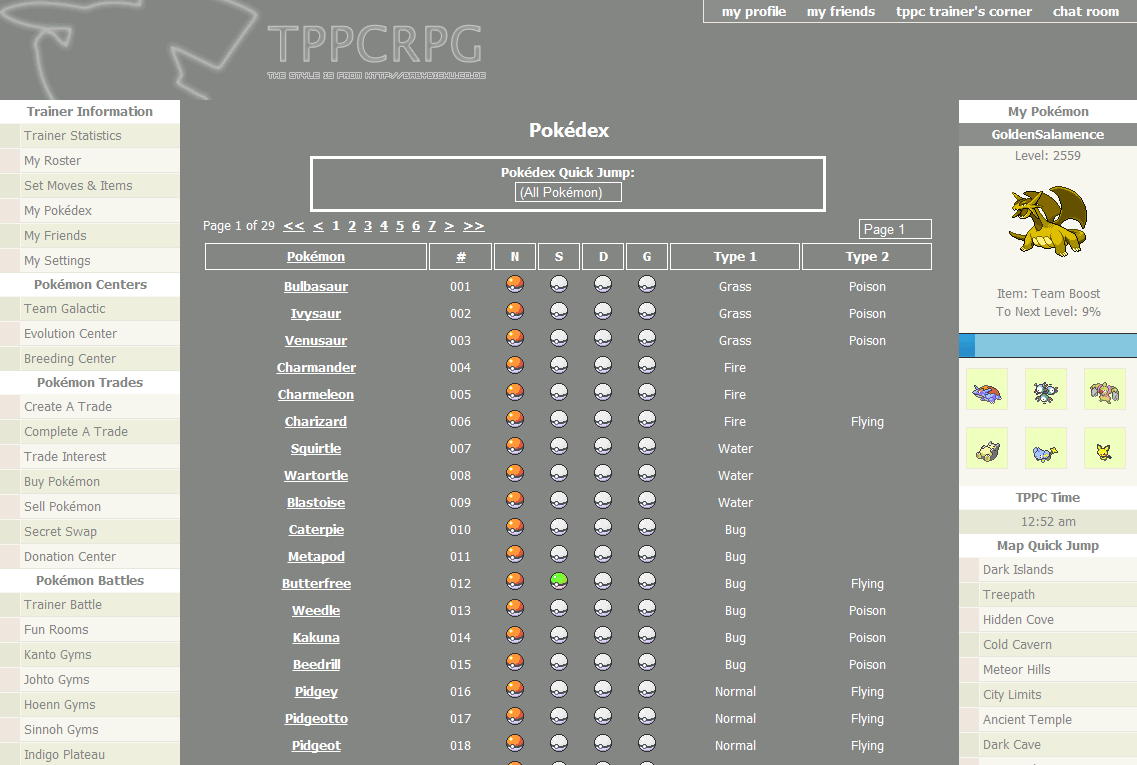 my profile my friends tppc trainer's corner chat room
TPPCRPG
THE STYLE IS FROM HTTP://BABYBICHU.CO.DE
Trainer Information
Trainer Statistics
My Roster
Set Moves & Items
My Pokédex
My Friends
My Settings
Pokémon Centers
Team Galactic
Evolution Center
Breeding Center
Pokémon Trades
Create A Trade
Complete A Trade
Trade Interest
Buy Pokémon
Sell Pokémon
Secret Swap
Donation Center
Pokémon Battles
Trainer Battle
Fun Rooms
Kanto Gyms
Johto Gyms
Hoenn Gyms
Sinnoh Gyms
Indigo Plateau
Pokédex
Pokédex Quick Jump:
(All Pokémon)
Page 1 of 29 << < 1 2 3 4 5 6 7 > >> Page 1
Pokémon # N S D G Type 1 Type 2
Bulbasaur 001 Grass Poison
Ivysaur 002 Grass Poison
Venusaur 003 Grass Poison
Charmander 004 Fire
Charmeleon 005 Fire
Charizard 006 Fire Flying
Squirtle 007 Water
Wartortle 008 Water
Blastoise 009 Water
Caterpie 010 Bug
Metapod 011 Bug
Butterfree 012 Bug Flying
Weedle 013 Bug Poison
Kakuna 014 Bug Poison
Beedrill 015 Bug Poison
Pidgey 016 Normal Flying
Pidgeotto 017 Normal Flying
Pidgeot 018 Normal Flying
My Pokémon
GoldenSalamence
Level: 2559
Item: Team Boost
To Next Level: 9%
TPPC Time
12:52 am
Map Quick Jump
Dark Islands
Treepath
Hidden Cove
Cold Cavern
Meteor Hills
City Limits
Ancient Temple
Dark Cave